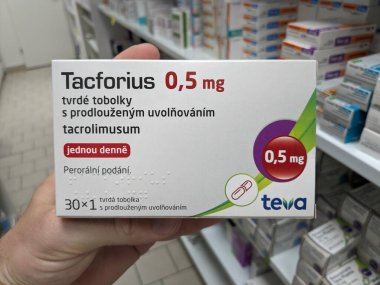 Tacforius 0,5 mg
tvrdé tobolky
s prodlouženým uvolňováním
tacrolimusum
jednou denně
Perorální podání.
0,5 mg
30×1 tvrdá tobolka
s prodlouženým uvolňováním
teva